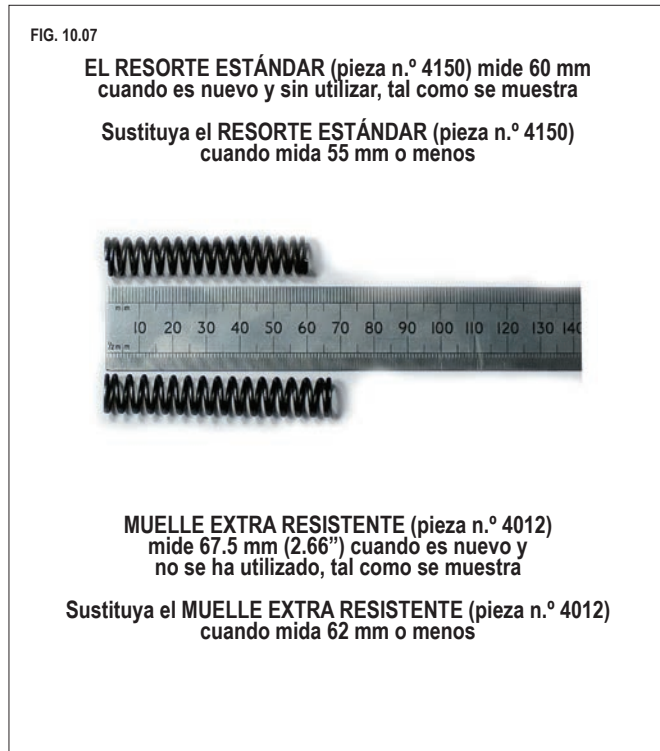 FIG. 10.07
EL RESORTE ESTÁNDAR (pieza n.º 4150) mide 60 mm
cuando es nuevo y sin utilizar, tal como se muestra
Sustituya el RESORTE ESTÁNDAR (pieza n.º 4150)
cuando mida 55 mm o menos
mm
10 20 30 40 50 60 70 80 90 100 110 120 130 140
½mm
MUELLE EXTRA RESISTENTE (pieza n.º 4012)
mide 67.5 mm (2.66”) cuando es nuevo y
no se ha utilizado, tal como se muestra
Sustituya el MUELLE EXTRA RESISTENTE (pieza n.º 4012)
cuando mida 62 mm o menos